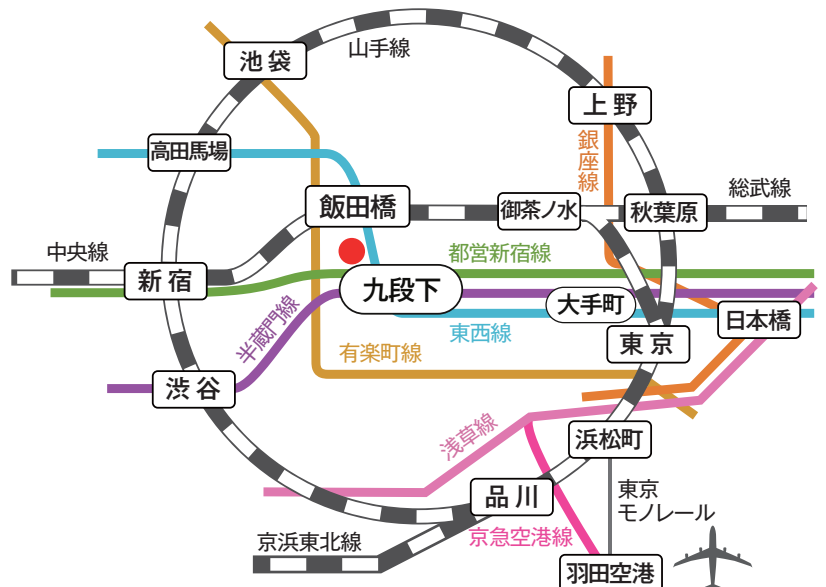 山手線
池袋
上野
銀座線
高田馬場
総武線
飯田橋
御茶ノ水
秋葉原
中央線
都営新宿線
新宿
九段下
大手町
半蔵門線
日本橋
東西線
東京
有楽町線
渋谷
浅草線
浜松町
品川
東京
モノレール
京急空港線
京浜東北線
羽田空港